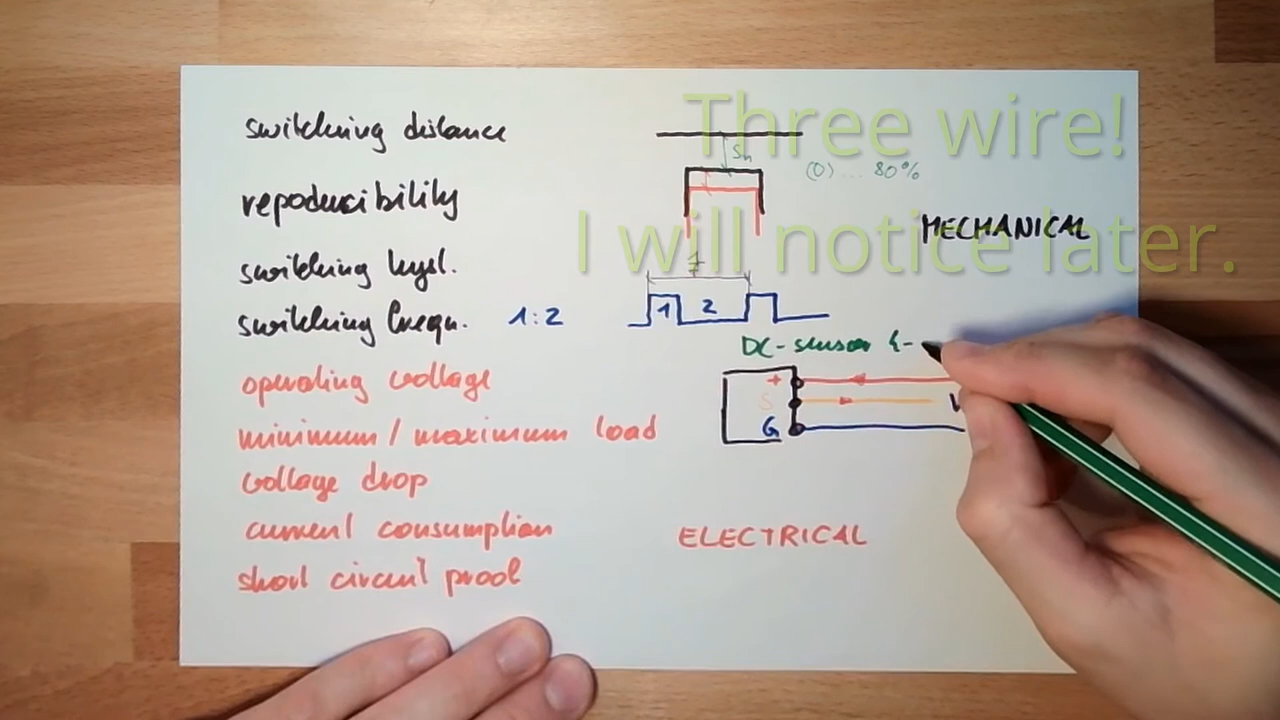 Three wire!
I will notice later.
switching distance
sn
(0) ... 80%
reproducibility
MECHANICAL
switching hyst.
switching frequ. 1:2
1 2
DC-sensor
operating voltage
+
S
G
minimum / maximum load
voltage drop
current consumption
ELECTRICAL
short circuit proof